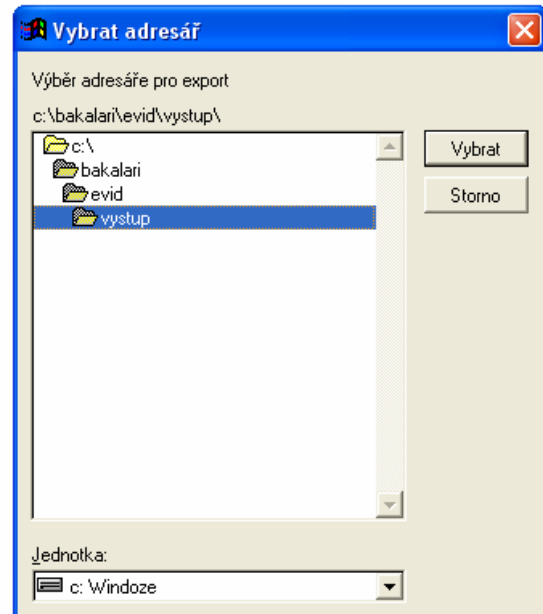 Vybrat adresář
Výběr adresáře pro export
c:\bakalari\evid\vystup\
c:\
bakalari
evid
vystup
Vybrat
Storno
Jednotka:
c: Windoze